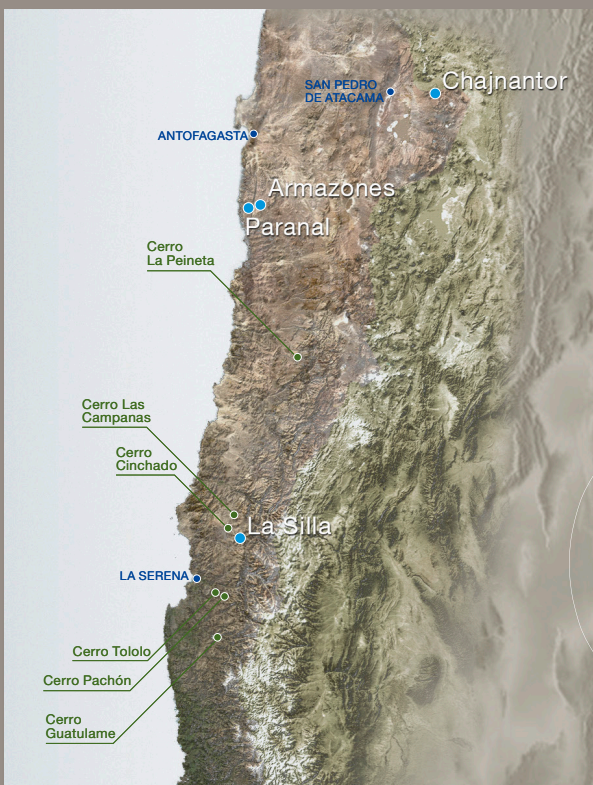 Chajnantor
SAN PEDRO
DE ATACAMA
ANTOFAGASTA
Armazones
Paranal
Cerro
La Peineta
Cerro Las
Campanas
Cerro
Cinchado
La Silla
LA SERENA
Cerro Tololo
Cerro Pachón
Cerro
Guatulame